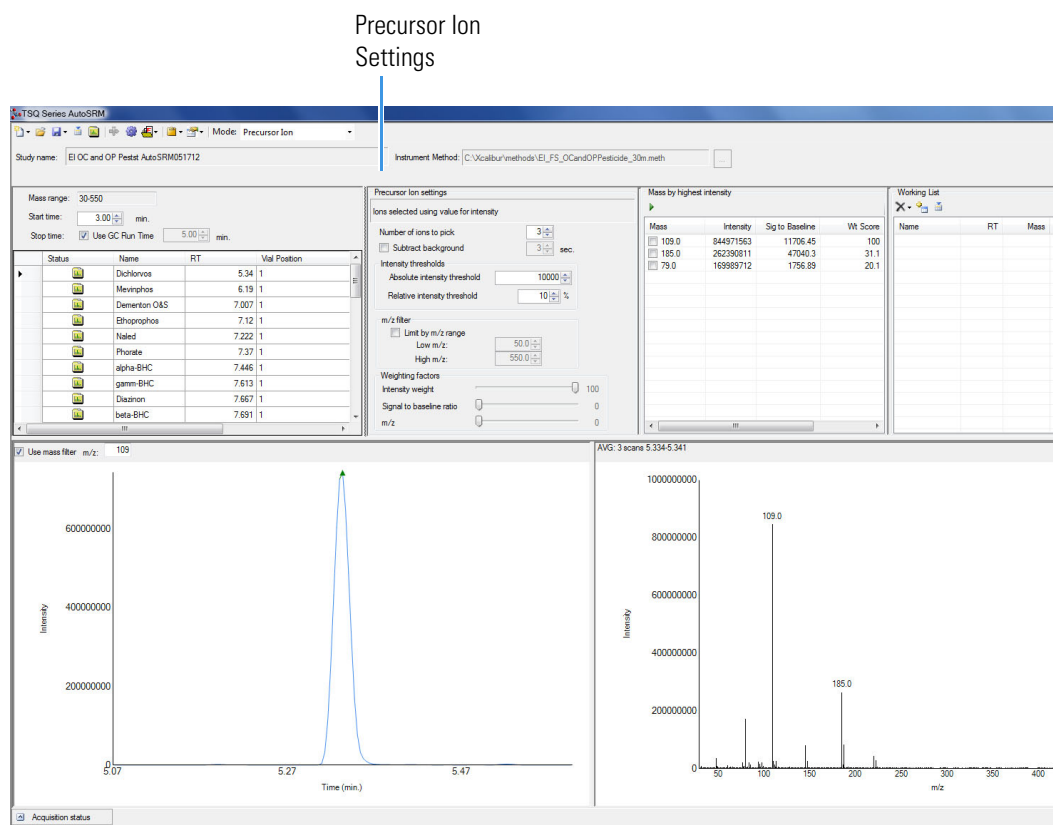 Precursor Ion
Settings
TSQ Series AutoSRM
Mode: Precursor Ion
Study name: EI OC and OP Pestst AutoSRM051712
Instrument Method: C:\Xcalibur\methods\EI_FS_OCandOPPesticide_30m.meth ...
Mass range: 30-550
Start time: 3.00 min.
Stop time: Use GC Run Time 5.00 min.
Status Name RT Vial Position
Dichlorvos 5.34 1
Mevinphos 6.19 1
Dementon O&S 7.007 1
Ethoprophos 7.12 1
Naled 7.222 1
Phorate 7.37 1
alpha-BHC 7.446 1
gamm-BHC 7.613 1
Diazinon 7.667 1
beta-BHC 7.691 1
Precursor Ion settings
Ions selected using value for intensity
Number of ions to pick 3
Subtract background 3 sec.
Intensity thresholds
Absolute intensity threshold 10000
Relative intensity threshold 10 %
m/z filter
Limit by m/z range
Low m/z: 50.0
High m/z: 550.0
Weighting factors
Intensity weight 100
Signal to baseline ratio 0
m/z 0
Mass by highest intensity
Mass Intensity Sig to Baseline Wt Score
109.0 844971563 11706.45 100
185.0 262390811 47040.3 31.1
79.0 169989712 1756.89 20.1
Working List
Name RT Mass
Use mass filter m/z: 109
600000000
400000000
200000000
0
Intensity
5.07 5.27 5.47
Time (min.)
AVG: 3 scans 5.334-5.341
1000000000
800000000
600000000
400000000
200000000
0
Intensity
109.0
185.0
50 100 150 200 250 300 350 400
m/z
Acquisition status